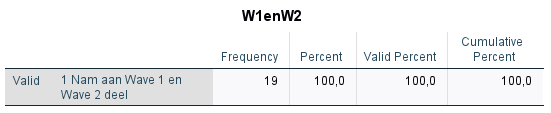 W1enW2
Frequency Percent Valid Percent Cumulative Percent
Valid 1 Nam aan Wave 1 en Wave 2 deel 19 100,0 100,0 100,0